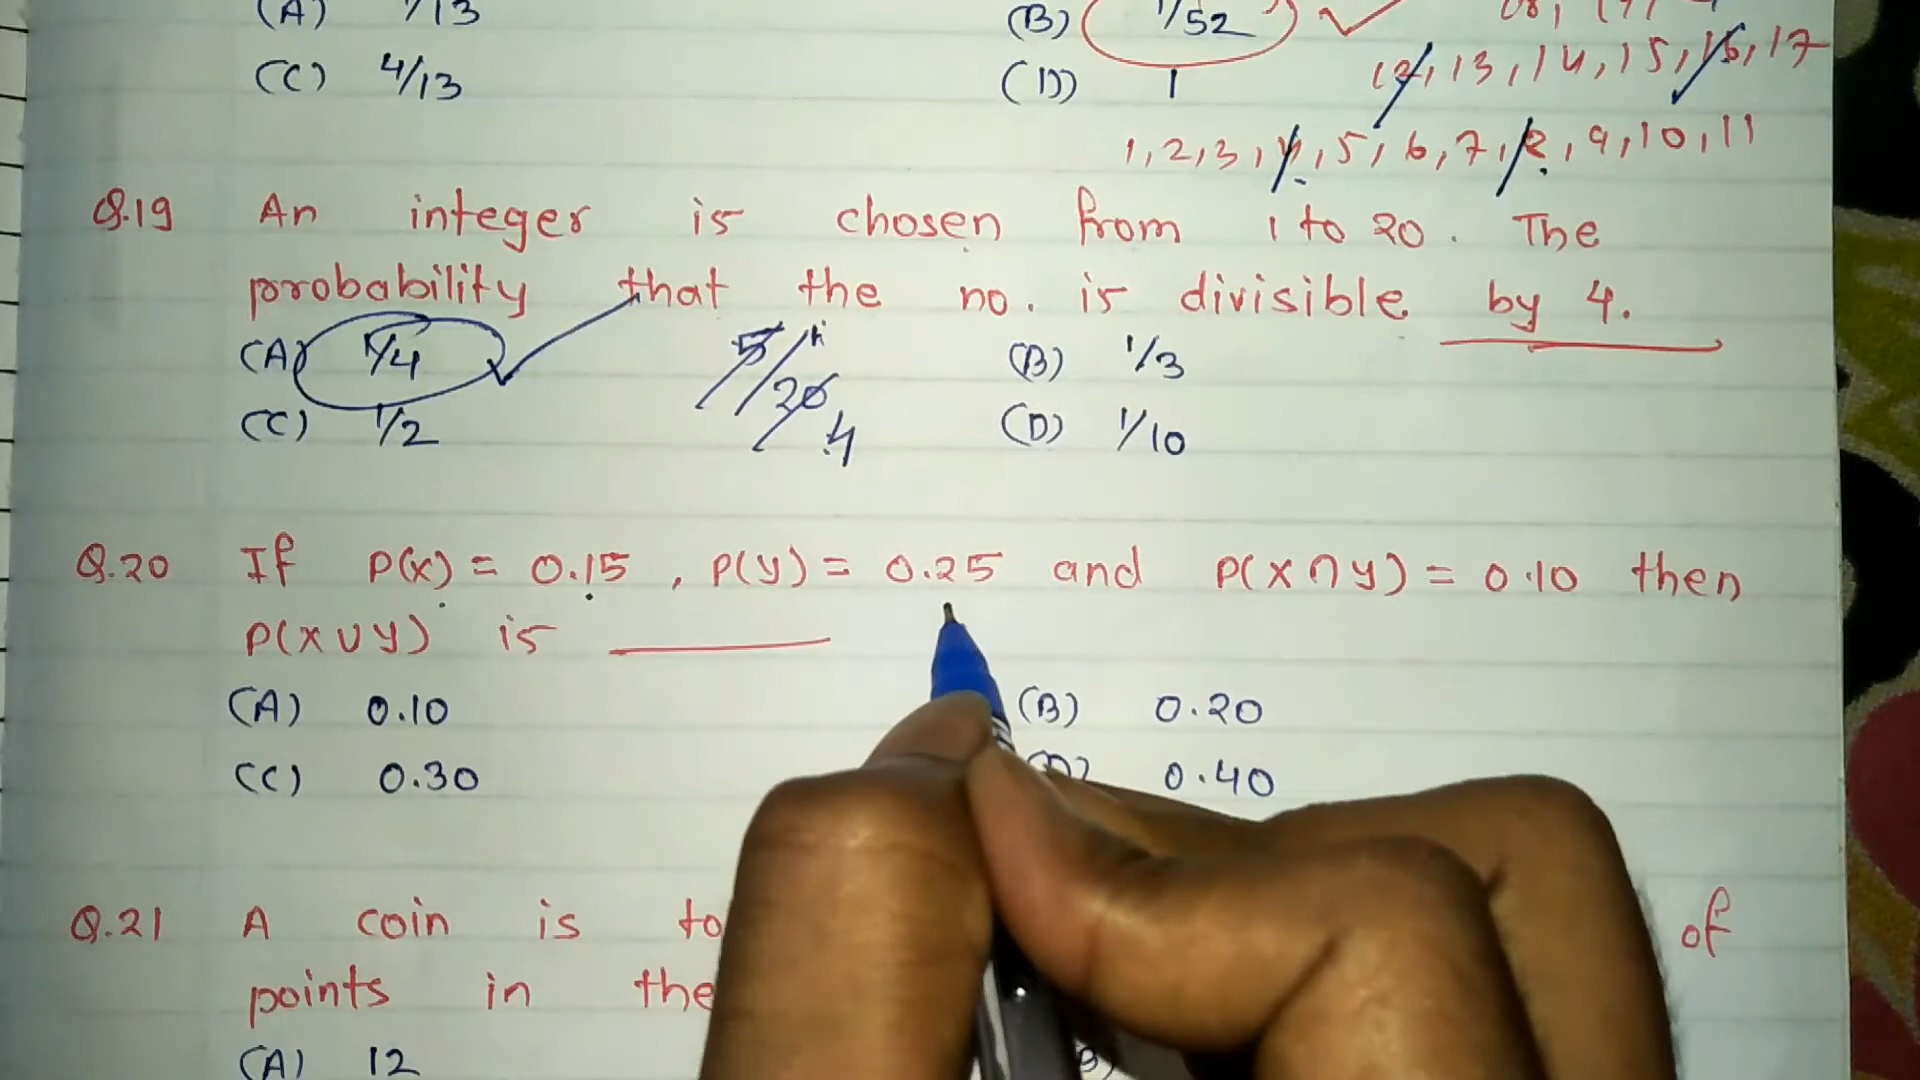 (A) 1/13 (B) 1/52
12, 13, 14, 15, 16, 17
(C) 4/13 (D) 1
1, 2, 3, 4, 5, 6, 7, 8, 9, 10, 11
Q.19 An integer is chosen from 1 to 20. The
probability that the no. is divisible by 4.
(A) 1/4 5/20 (B) 1/3
4
(C) 1/2 (D) 1/10
Q.20 If P(x) = 0.15, P(y) = 0.25 and P(x∩y) = 0.10 then
P(x∪y) is ______
(A) 0.10 (B) 0.20
(C) 0.30 (D) 0.40
Q.21 A coin is of
points in the
(A) 12